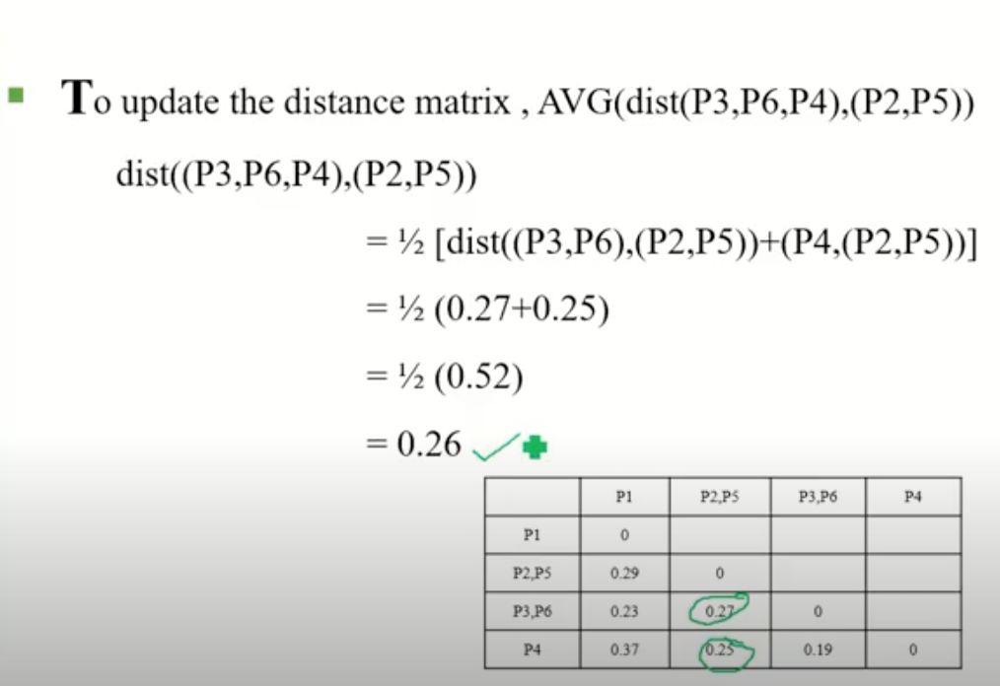 To update the distance matrix , AVG(dist(P3,P6,P4),(P2,P5))
dist((P3,P6,P4),(P2,P5))
= ½ [dist((P3,P6),(P2,P5))+(P4,(P2,P5))]
= ½ (0.27+0.25)
= ½ (0.52)
= 0.26
P1 P2,P5 P3,P6 P4
P1 0
P2,P5 0.29 0
P3,P6 0.23 0.27 0
P4 0.37 0.25 0.19 0